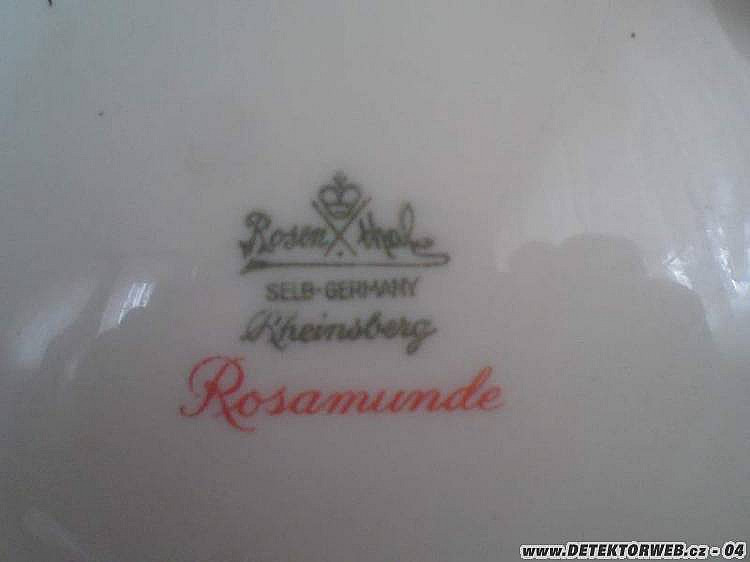 Rosenthal
SELB-GERMANY
Rheinsberg
Rosamunde
www.DETEKTORWEB.cz - 04